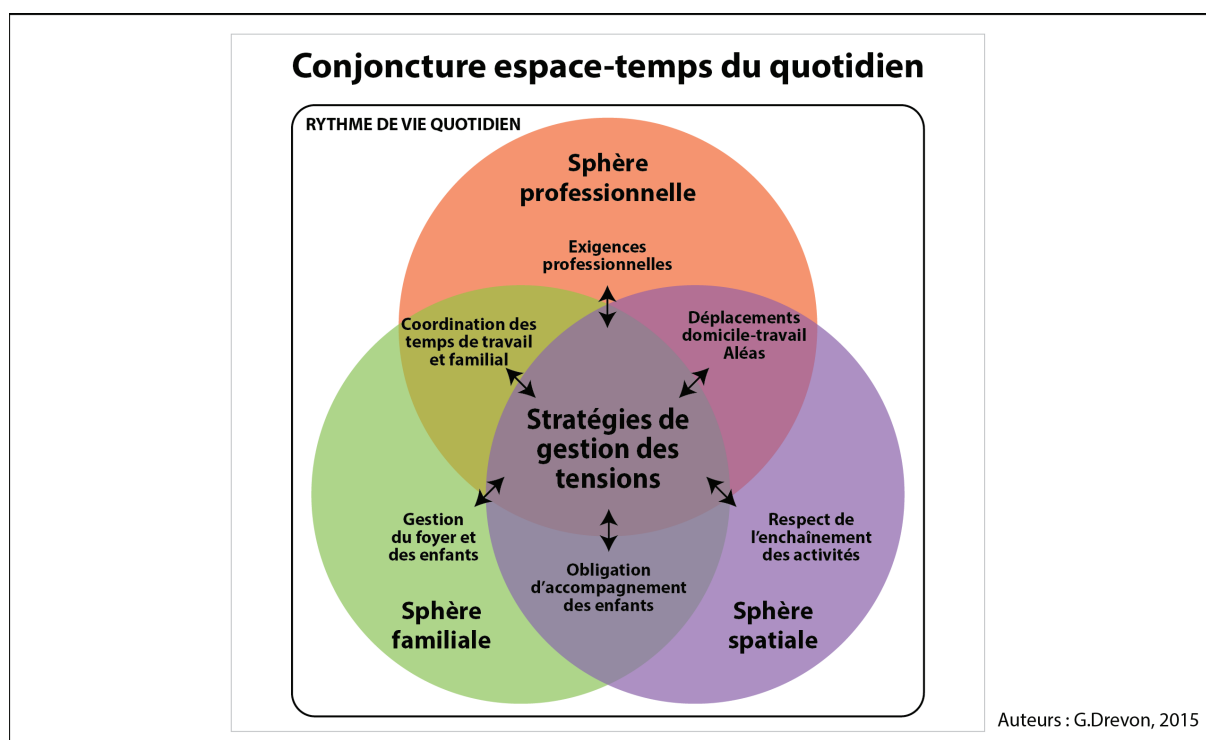 Conjoncture espace-temps du quotidien
RYTHME DE VIE QUOTIDIEN
Sphère
professionnelle
Exigences
professionnelles
Coordination des
temps de travail
et familial
Déplacements
domicile-travail
Aléas
Stratégies de
gestion des
tensions
Gestion
du foyer et
des enfants
Respect de
l'enchaînement
des activités
Obligation
d'accompagnement
des enfants
Sphère
familiale
Sphère
spatiale
Auteurs : G.Drevon, 2015